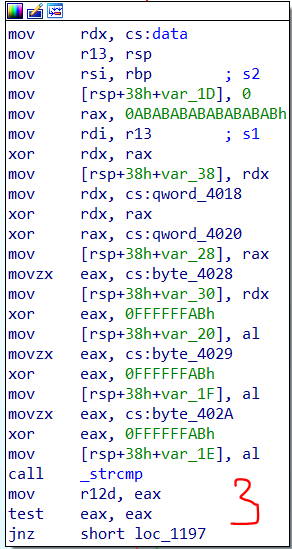 mov rdx, cs:data
mov r13, rsp
mov rsi, rbp ; s2
mov [rsp+38h+var_1D], 0
mov rax, 0ABABABABABABABABh
mov rdi, r13 ; s1
xor rdx, rax
mov [rsp+38h+var_38], rdx
mov rdx, cs:qword_4018
xor rdx, rax
xor rax, cs:qword_4020
mov [rsp+38h+var_28], rax
movzx eax, cs:byte_4028
mov [rsp+38h+var_30], rdx
xor eax, 0FFFFFFABh
mov [rsp+38h+var_20], al
movzx eax, cs:byte_4029
xor eax, 0FFFFFFABh
mov [rsp+38h+var_1F], al
movzx eax, cs:byte_402A
xor eax, 0FFFFFFABh
mov [rsp+38h+var_1E], al
call _strcmp
mov r12d, eax
test eax, eax
jnz short loc_1197
3